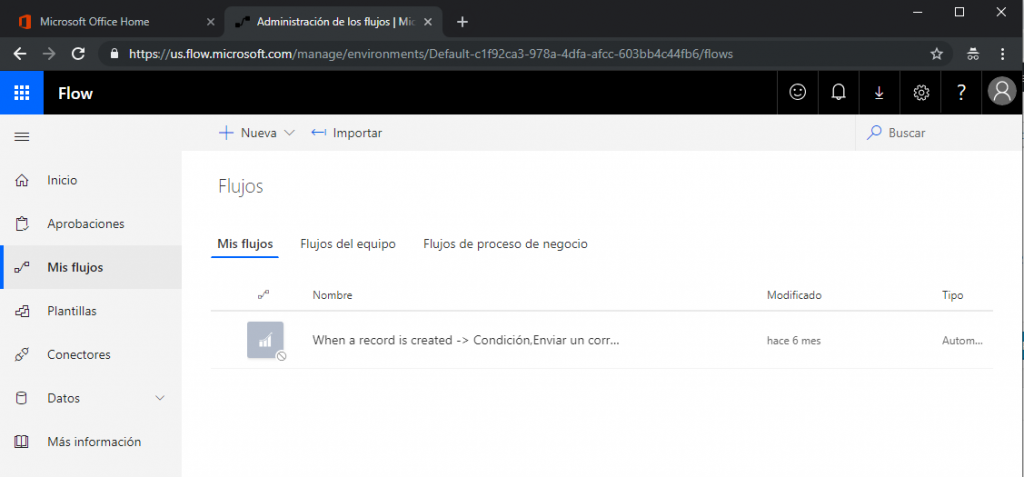 Microsoft Office Home
Administración de los flujos | Mic
https://us.flow.microsoft.com/manage/environments/Default-c1f92ca3-978a-4dfa-afcc-603bb4c44fb6/flows
Flow
Nueva Importar Buscar
Inicio
Aprobaciones
Mis flujos
Plantillas
Conectores
Datos
Más información
Flujos
Mis flujos Flujos del equipo Flujos de proceso de negocio
Nombre Modificado Tipo
When a record is created -> Condición,Enviar un corr... hace 6 mes Autom...